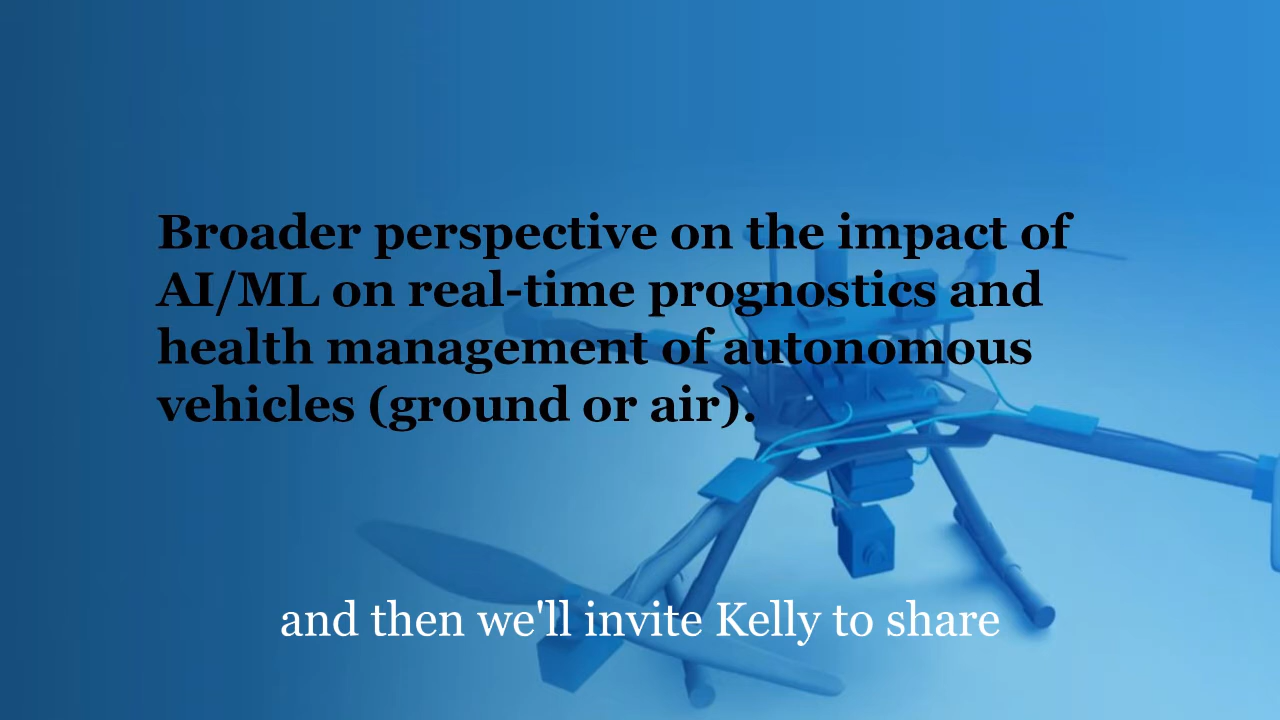 Broader perspective on the impact of
AI/ML on real-time prognostics and
health management of autonomous
vehicles (ground or air).
and then we'll invite Kelly to share